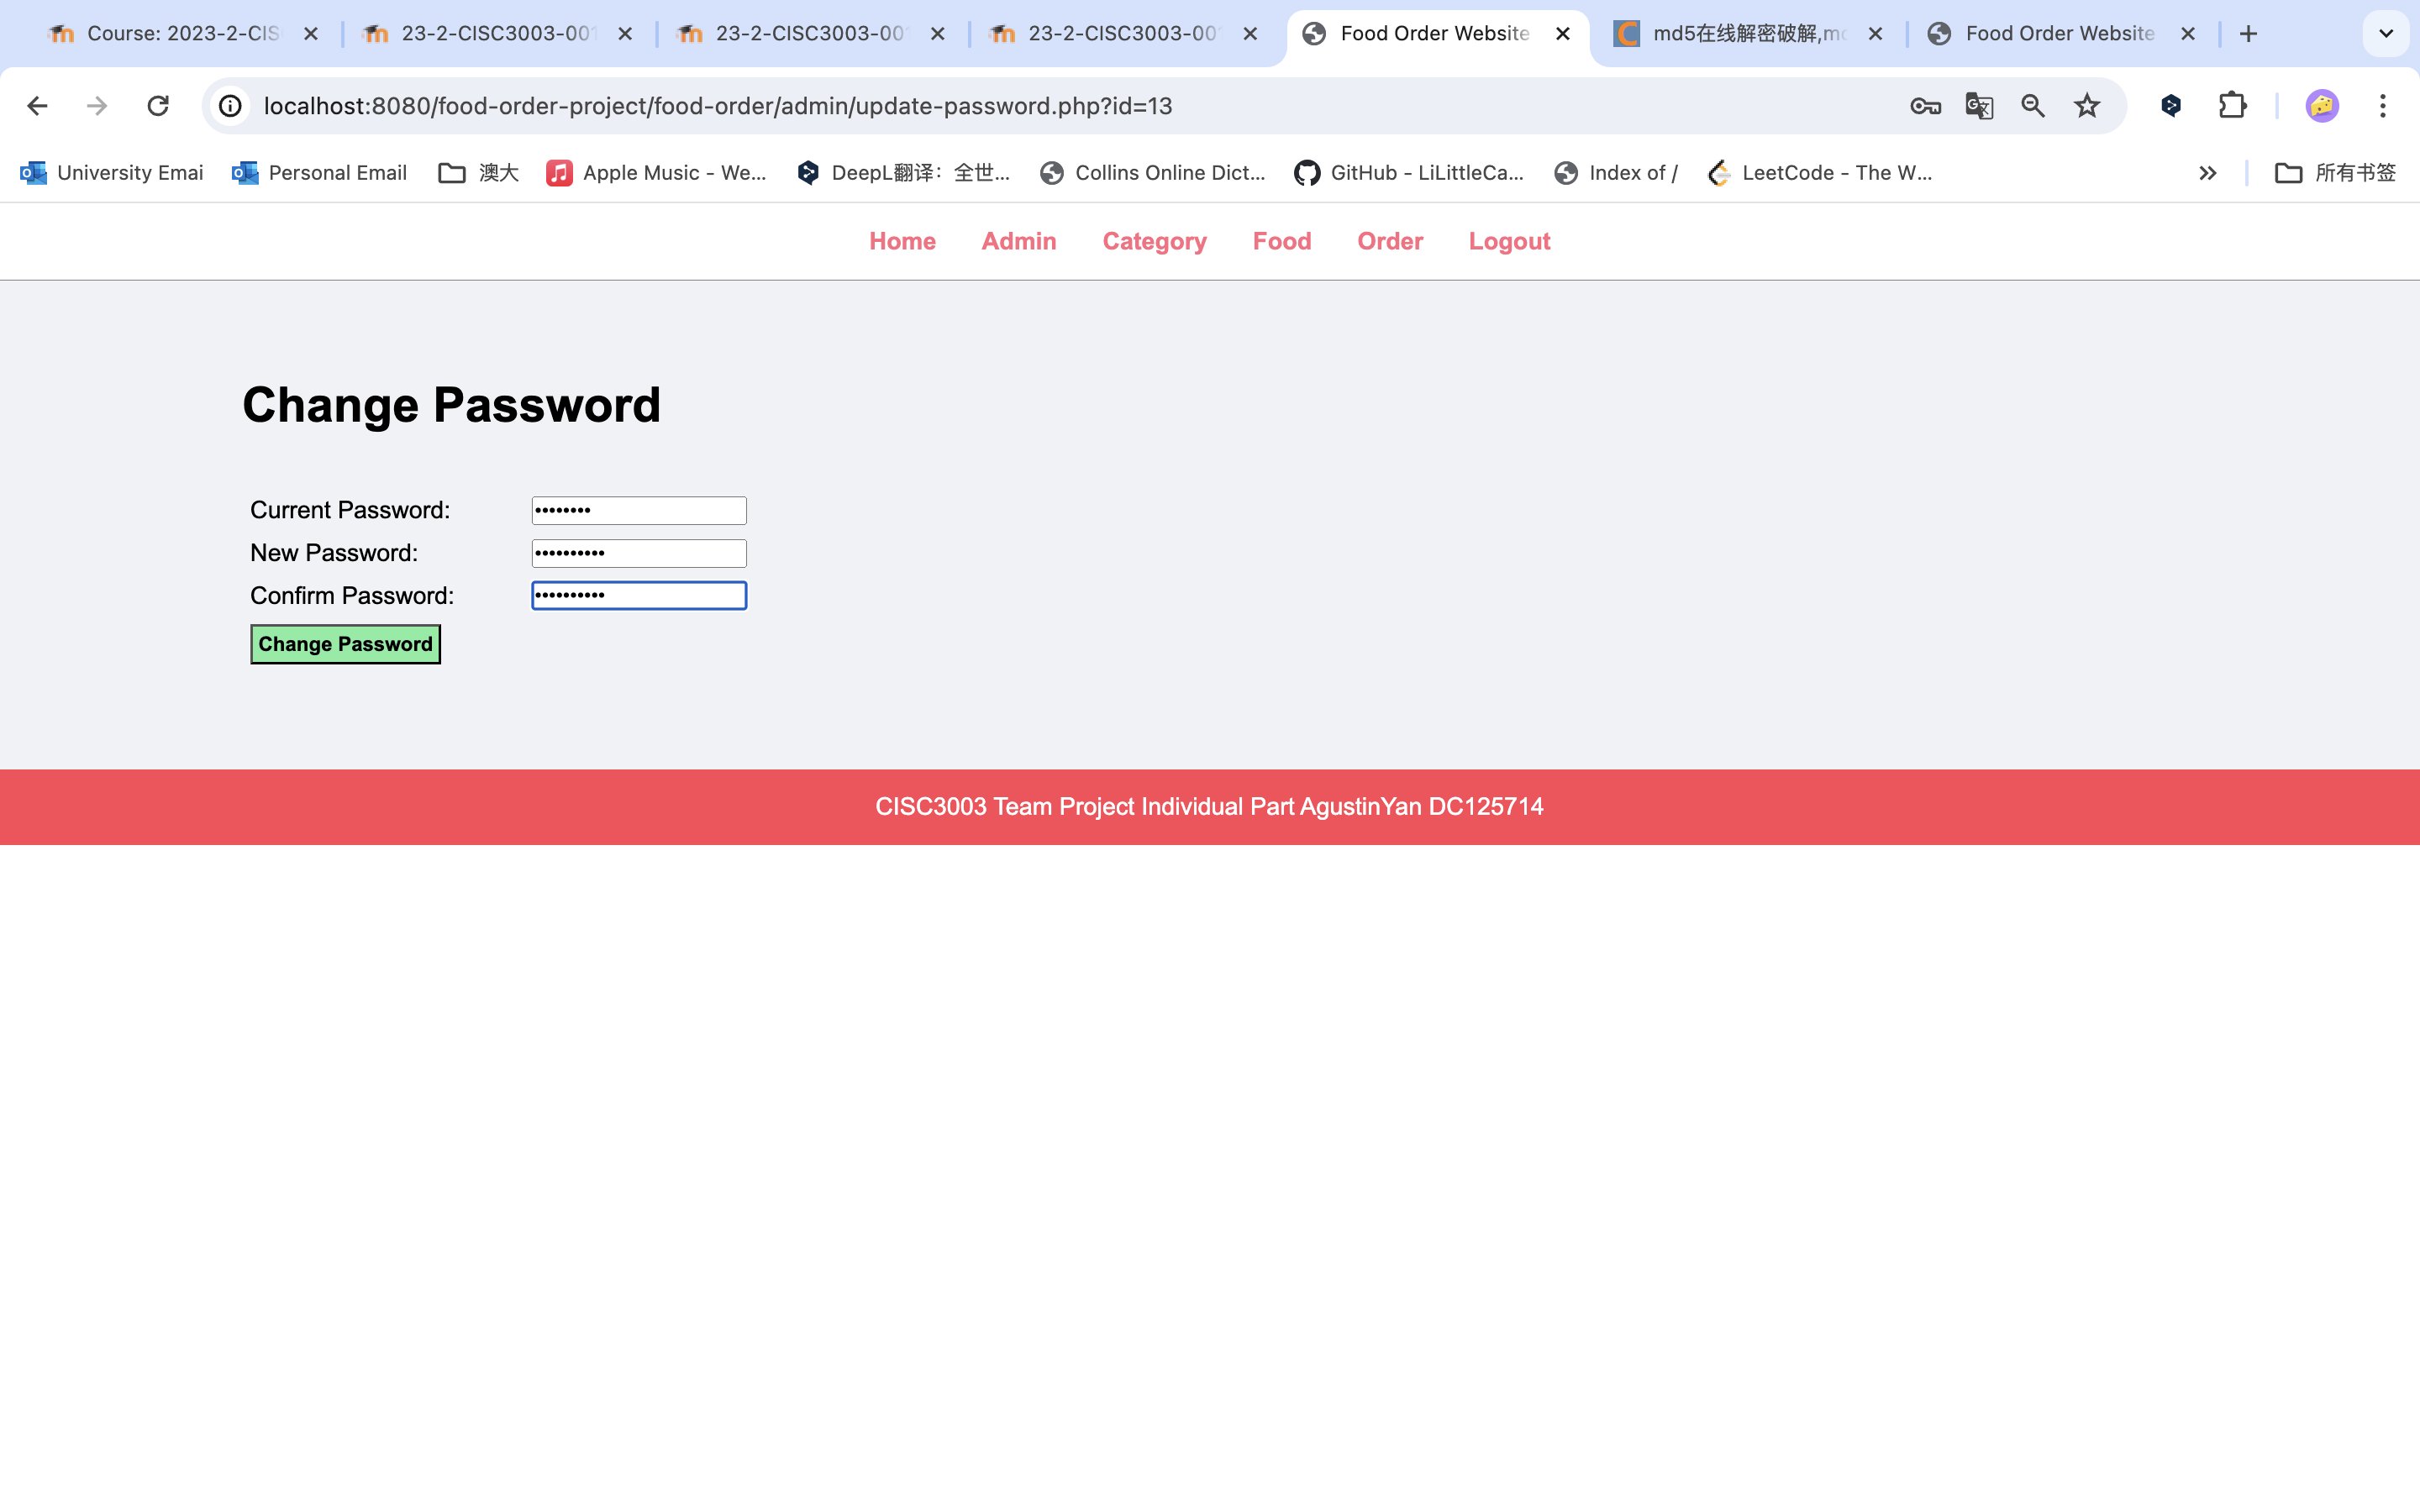 Course: 2023-2-CIS
23-2-CISC3003-001
23-2-CISC3003-00
23-2-CISC3003-00
Food Order Website
md5在线解密破解,md
Food Order Website
localhost:8080/food-order-project/food-order/admin/update-password.php?id=13
University Emai
Personal Email
澳大
Apple Music - We...
DeepL翻译：全世...
Collins Online Dict...
GitHub - LiLittleCa...
Index of /
LeetCode - The W...
所有书签
Home
Admin
Category
Food
Order
Logout
Change Password
Current Password:
New Password:
Confirm Password:
Change Password
CISC3003 Team Project Individual Part AgustinYan DC125714